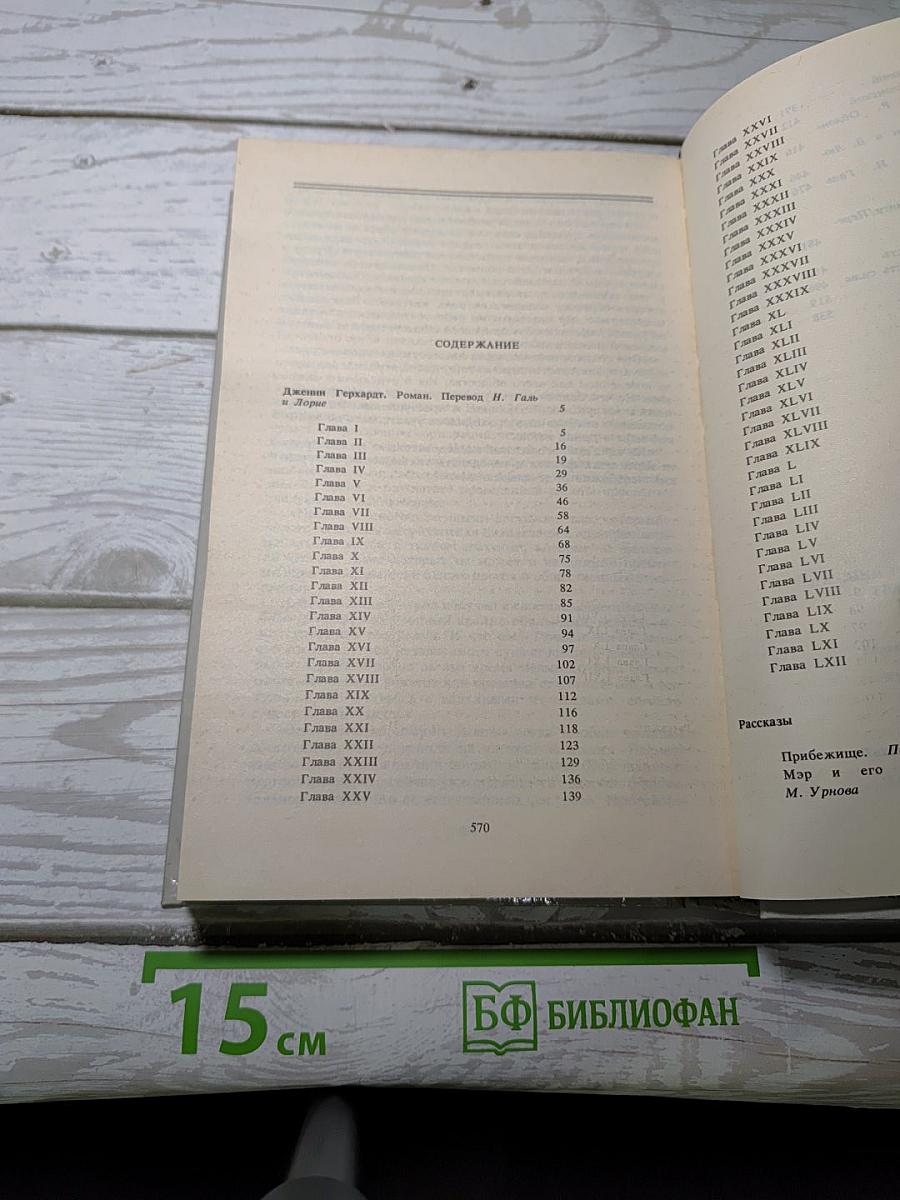 СОДЕРЖАНИЕ
Дженни Герхардт. Роман. Перевод Н. Галь
и Лорие 5
Глава I 5
Глава II 16
Глава III 19
Глава IV 29
Глава V 36
Глава VI 46
Глава VII 58
Глава VIII 64
Глава IX 68
Глава X 75
Глава XI 78
Глава XII 82
Глава XIII 85
Глава XIV 91
Глава XV 94
Глава XVI 97
Глава XVII 102
Глава XVIII 107
Глава XIX 112
Глава XX 116
Глава XXI 118
Глава XXII 123
Глава XXIII 129
Глава XXIV 136
Глава XXV 139
570
Глава XXVI
Глава XXVII
Глава XXVIII
Глава XXIX
Глава XXX
Глава XXXI
Глава XXXII
Глава XXXIII
Глава XXXIV
Глава XXXV
Глава XXXVI
Глава XXXVII
Глава XXXVIII
Глава XXXIX
Глава XL
Глава XLI
Глава XLII
Глава XLIII
Глава XLIV
Глава XLV
Глава XLVI
Глава XLVII
Глава XLVIII
Глава XLIX
Глава L
Глава LI
Глава LII
Глава LIII
Глава LIV
Глава LV
Глава LVI
Глава LVII
Глава LVIII
Глава LIX
Глава LX
Глава LXI
Глава LXII
Рассказы
Прибежище. П
Мэр и его
М. Урнова
15 см
БФ БИБЛИОФАН